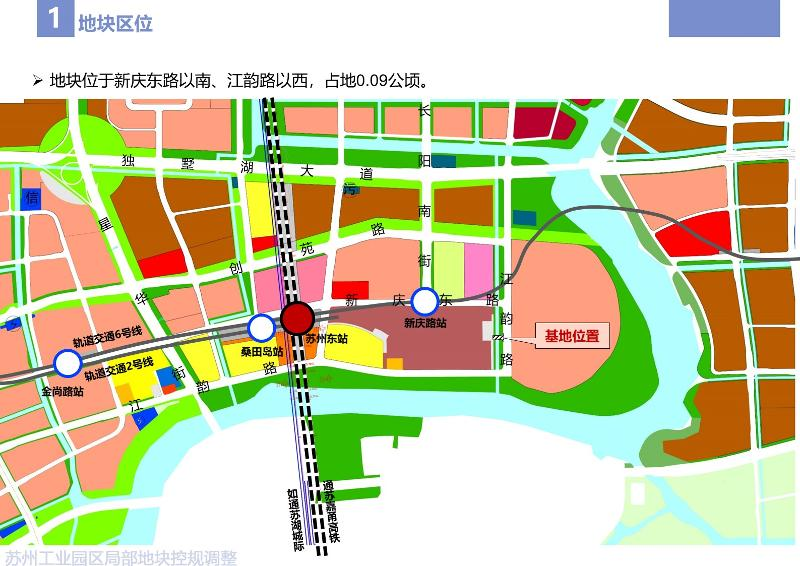 1 地块区位
地块位于新庆东路以南、江韵路以西，占地0.09公顷。
长阳南街
独墅湖大道
污
信
星华街
创苑路
新庆东路
江韵路
新庆路站
基地位置
轨道交通6号线
苏州东站
桑田岛站
轨道交通2号线
金尚路站
江韵路
如通苏湖城际
通苏嘉甬高铁
苏州工业园区局部地块控规调整